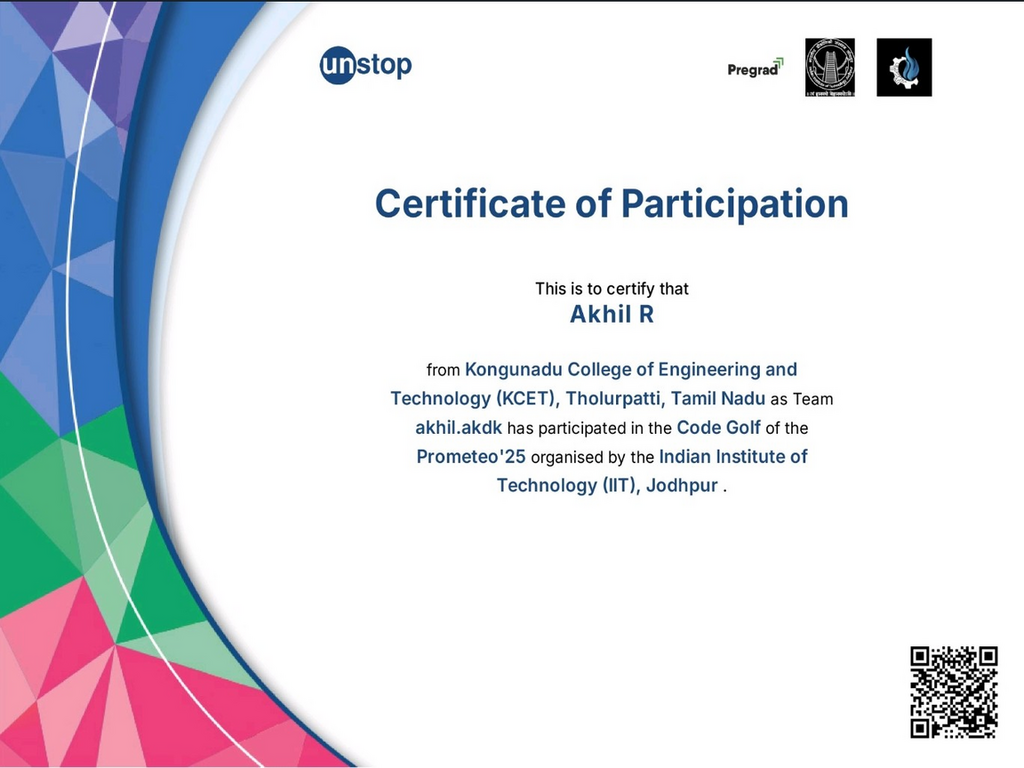 unstop
Pregrad
Certificate of Participation
This is to certify that
Akhil R
from Kongunadu College of Engineering and
Technology (KCET), Tholurpatti, Tamil Nadu as Team
akhil.akdk has participated in the Code Golf of the
Prometeo'25 organised by the Indian Institute of
Technology (IIT), Jodhpur .